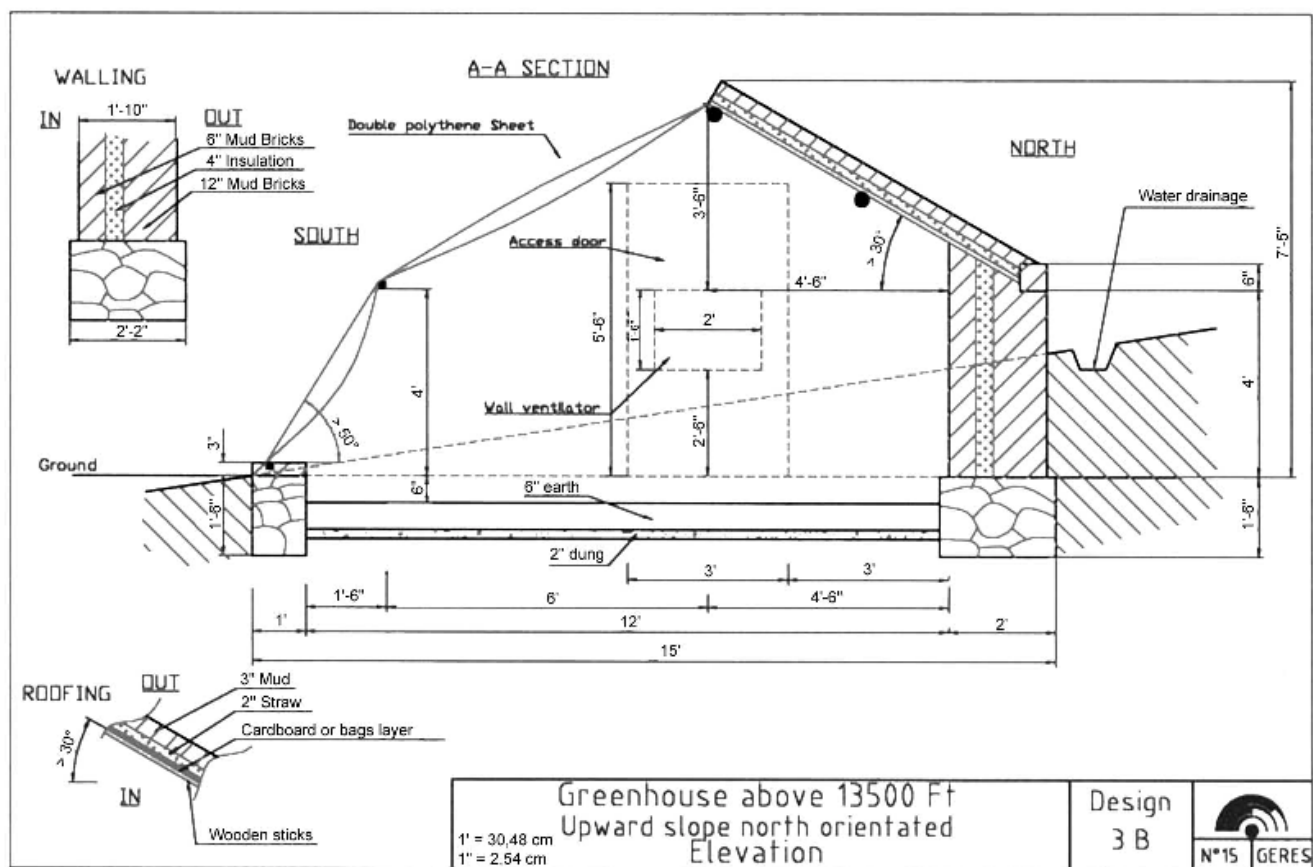 A-A SECTION
WALLING
IN
1'-10"
OUT
6" Mud Bricks
4" Insulation
12" Mud Bricks
2'-2"
Double polythene Sheet
NORTH
Water drainage
SOUTH
Access door
3'-6"
> 30°
7'-5"
6"
4'-6"
5'-6"
1'-6"
2'
Wall ventilator
4'
4'
2'-6"
> 60°
3"
Ground
6"
6" earth
1'-6"
1'-6"
2" dung
3'
3'
1'-6"
6'
4'-6"
1'
12'
2'
15'
ROOFING
OUT
3" Mud
2" Straw
Cardboard or bags layer
> 30°
IN
Wooden sticks
Greenhouse above 13500 Ft
Upward slope north orientated
Elevation
1' = 30,48 cm
1" = 2.54 cm
Design
3 B
N°15
GERES